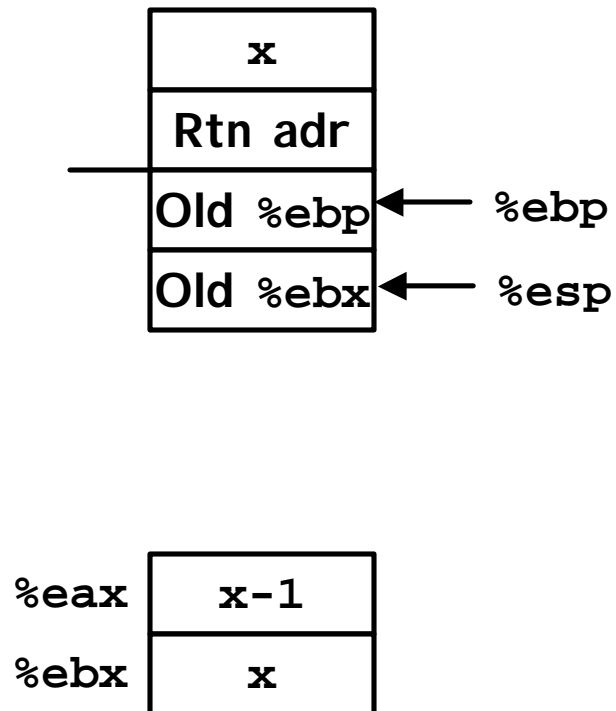 x
Rtn adr
Old %ebp %ebp
Old %ebx %esp
%eax x-1
%ebx x